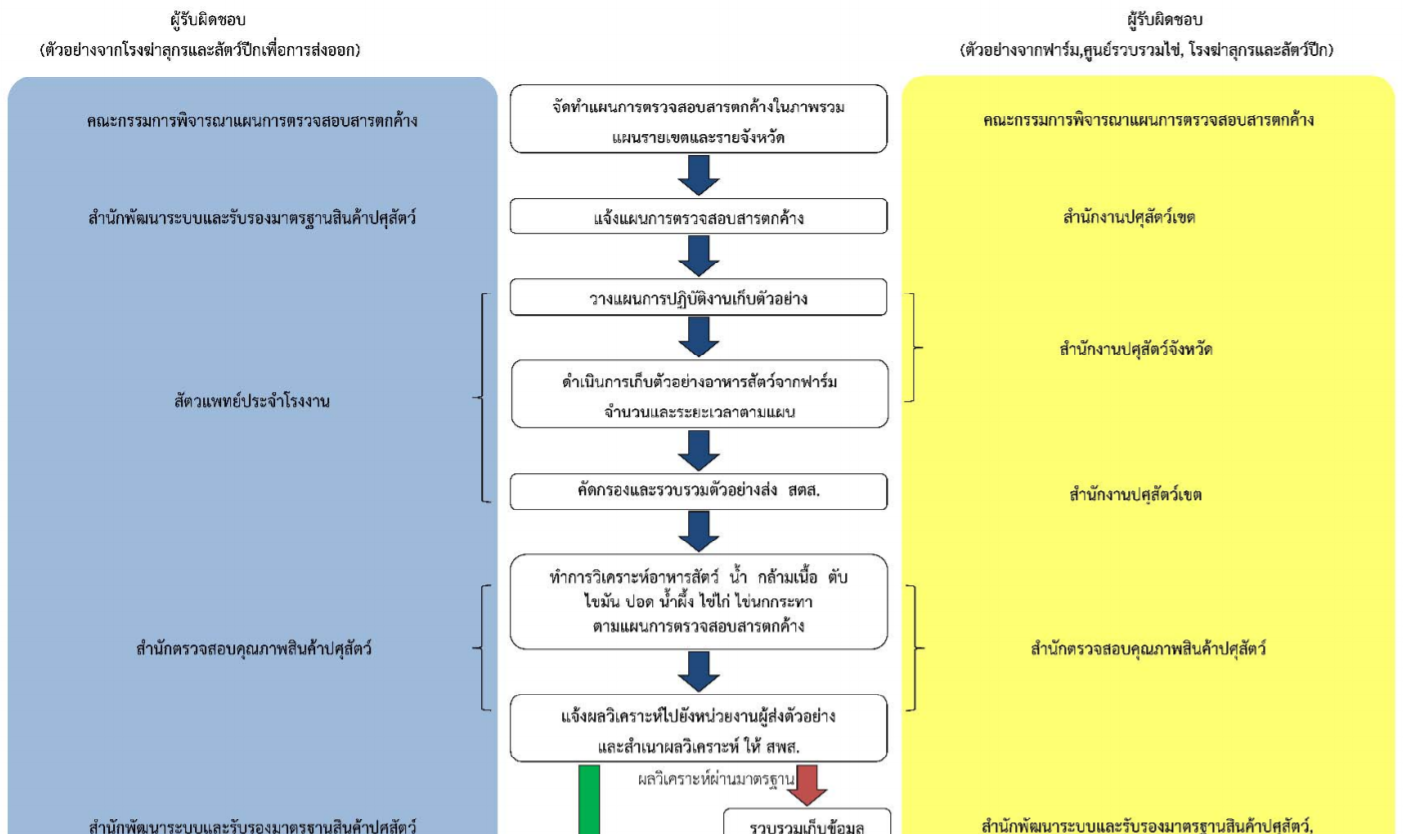 ผู้รับผิดชอบ
(ตัวอย่างจากโรงฆ่าสุกรและสัตว์ปีกเพื่อการส่งออก)
ผู้รับผิดชอบ
(ตัวอย่างจากฟาร์ม,ศูนย์รวบรวมไข่, โรงฆ่าสุกรและสัตว์ปีก)
คณะกรรมการพิจารณาแผนการตรวจสอบสารตกค้าง
จัดทำแผนการตรวจสอบสารตกค้างในภาพรวม
แผนรายเขตและรายจังหวัด
คณะกรรมการพิจารณาแผนการตรวจสอบสารตกค้าง
สำนักพัฒนาระบบและรับรองมาตรฐานสินค้าปศุสัตว์
แจ้งแผนการตรวจสอบสารตกค้าง
สำนักงานปศุสัตว์เขต
วางแผนการปฏิบัติงานเก็บตัวอย่าง
สำนักงานปศุสัตว์จังหวัด
สัตวแพทย์ประจำโรงงาน
ดำเนินการเก็บตัวอย่างอาหารสัตว์จากฟาร์ม
จำนวนและระยะเวลาตามแผน
คัดกรองและรวบรวมตัวอย่างส่ง สตส.
สำนักงานปศุสัตว์เขต
ทำการวิเคราะห์อาหารสัตว์ น้ำ กล้ามเนื้อ ตับ
ไขมัน ปอด น้ำผึ้ง ไข่ไก่ ไข่นกกระทา
ตามแผนการตรวจสอบสารตกค้าง
สำนักตรวจสอบคุณภาพสินค้าปศุสัตว์
สำนักตรวจสอบคุณภาพสินค้าปศุสัตว์
แจ้งผลวิเคราะห์ไปยังหน่วยงานผู้ส่งตัวอย่าง
และสำเนาผลวิเคราะห์ ให้ สพส.
ผลวิเคราะห์ผ่านมาตรฐาน
สำนักพัฒนาระบบและรับรองมาตรฐานสินค้าปศุสัตว์
รวบรวมเก็บข้อมูล
สำนักพัฒนาระบบและรับรองมาตรฐานสินค้าปศุสัตว์,